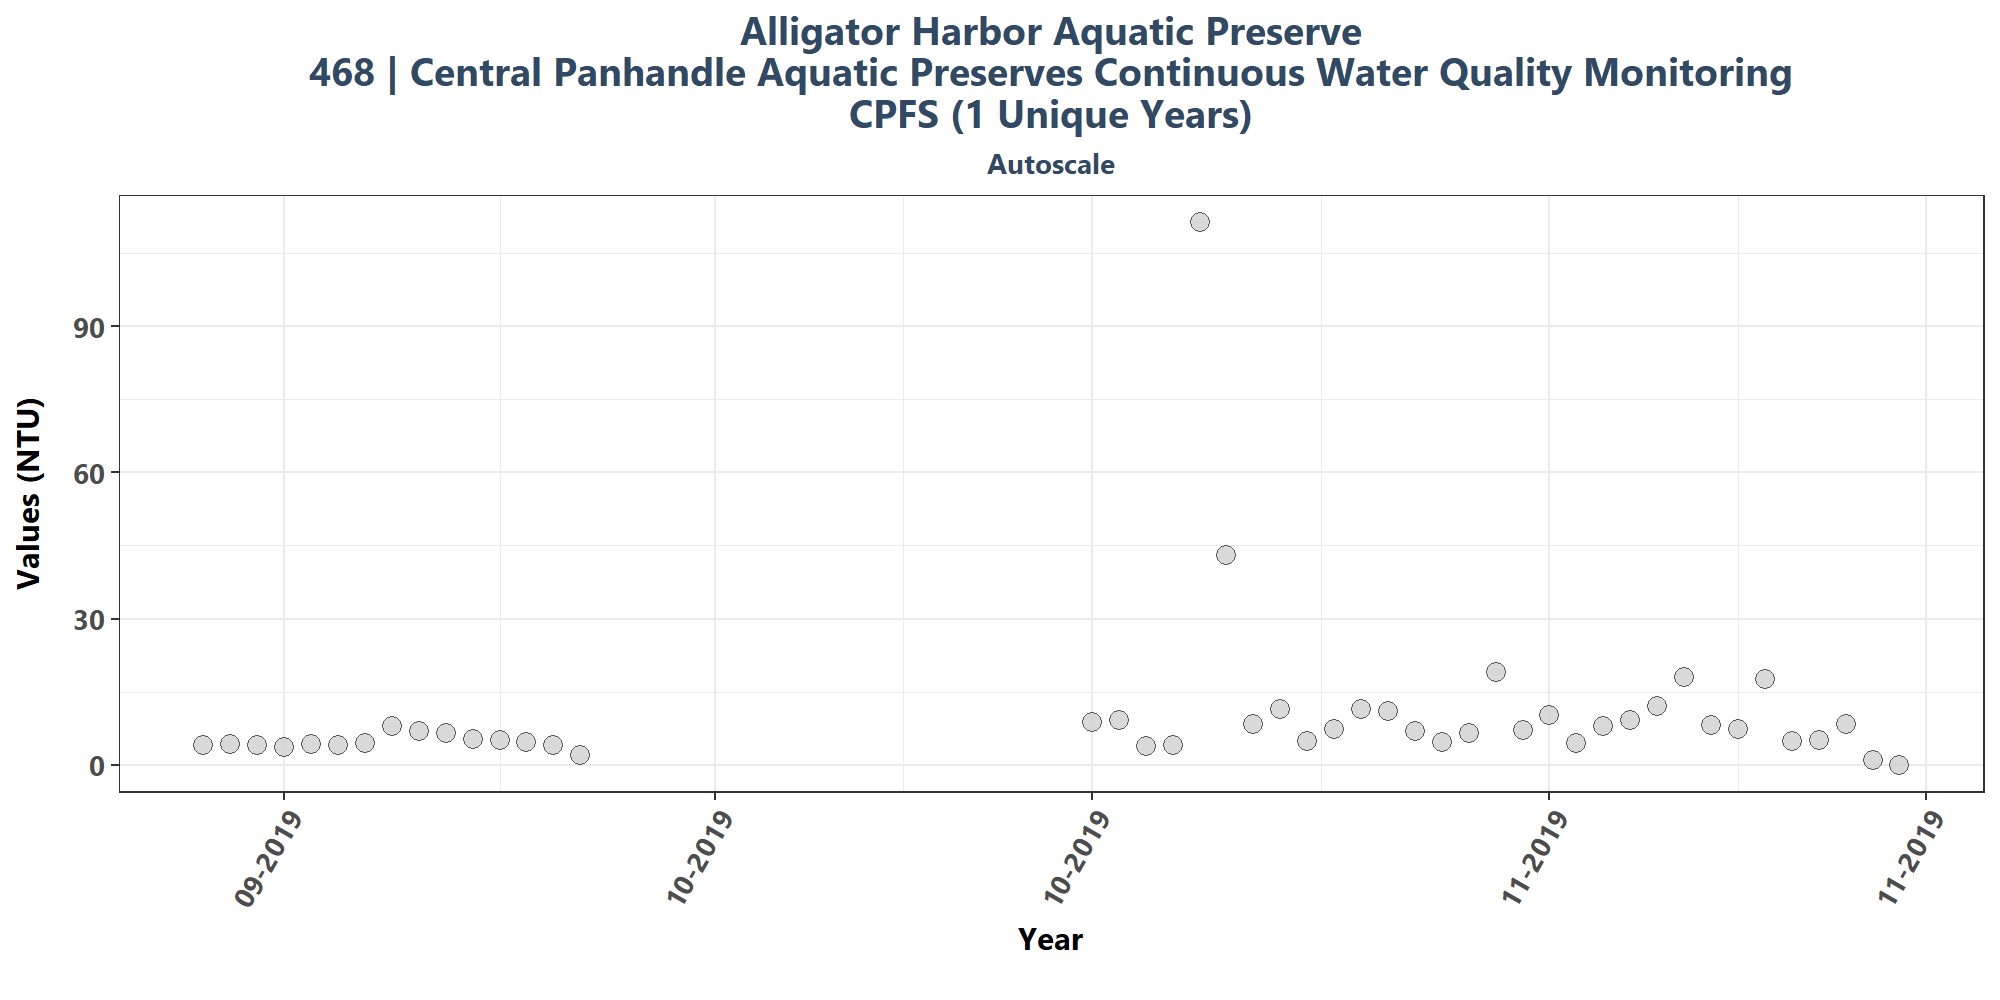 Alligator Harbor Aquatic Preserve
468 | Central Panhandle Aquatic Preserves Continuous Water Quality Monitoring
CPFS (1 Unique Years)
Autoscale
Values (NTU)
90
60
30
0
09-2019
10-2019
10-2019
11-2019
11-2019
Year